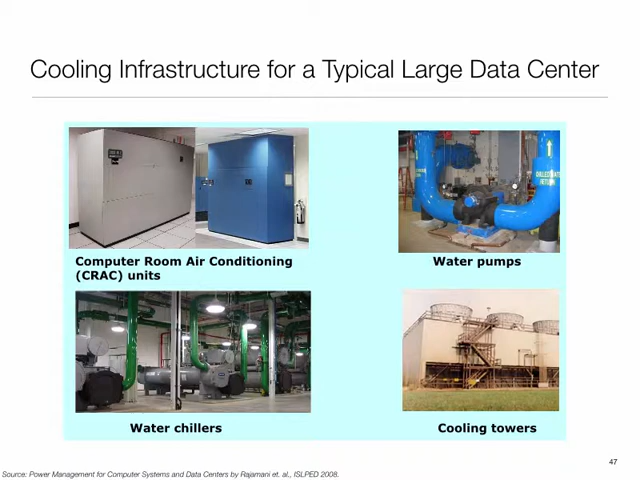 Cooling Infrastructure for a Typical Large Data Center
Computer Room Air Conditioning
(CRAC) units
Water pumps
Water chillers
Cooling towers
47
Source: Power Management for Computer Systems and Data Centers by Rajamani et. al., ISLPED 2008.